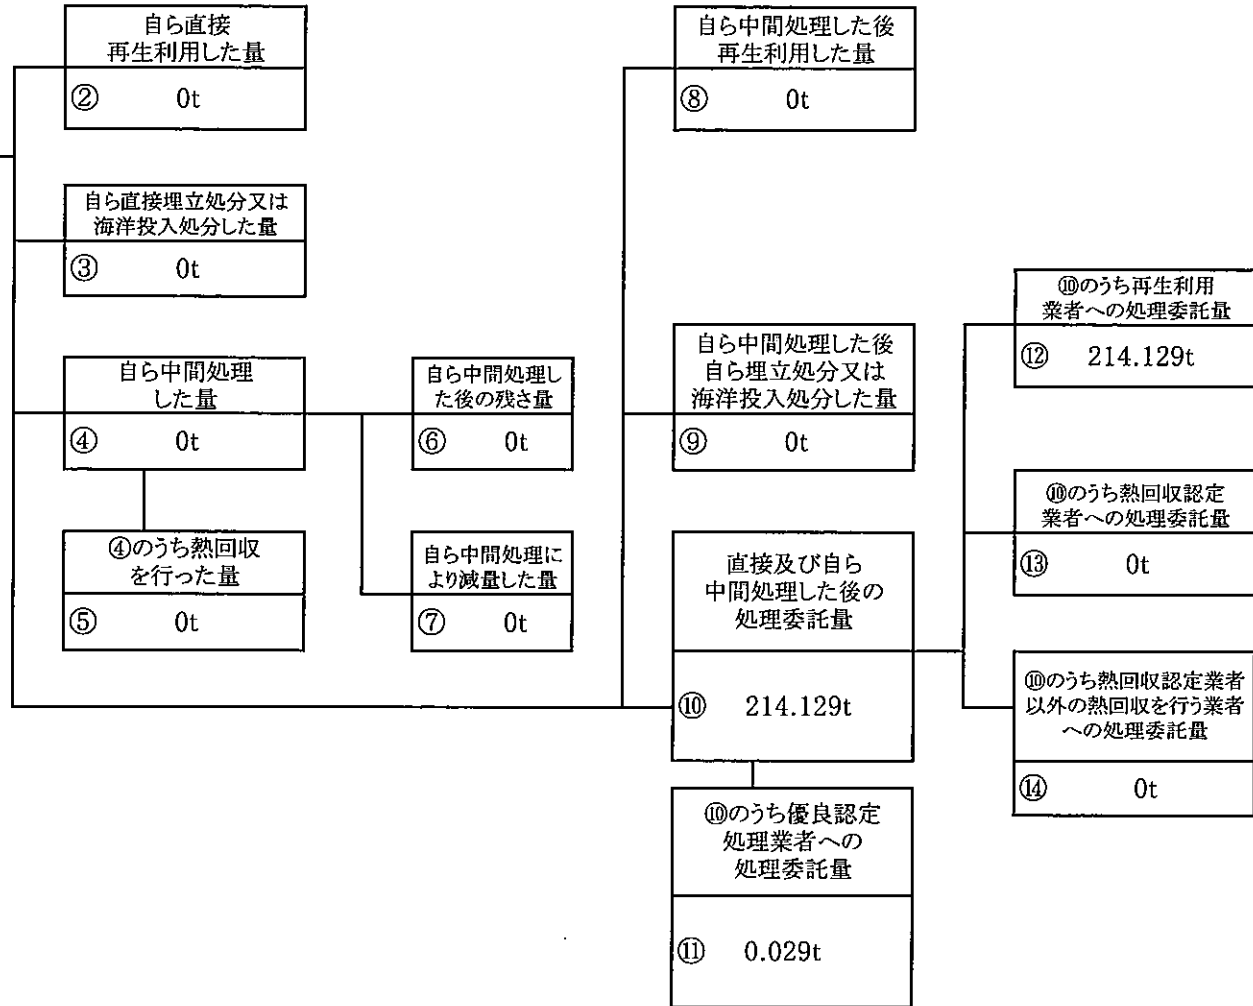 自ら直接
再生利用した量
② 0t
自ら直接埋立処分又は
海洋投入処分した量
③ 0t
自ら中間処理
した量
④ 0t
④のうち熱回収
を行った量
⑤ 0t
自ら中間処理し
た後の残さ量
⑥ 0t
自ら中間処理に
より減量した量
⑦ 0t
自ら中間処理した後
再生利用した量
⑧ 0t
自ら中間処理した後
自ら埋立処分又は
海洋投入処分した量
⑨ 0t
直接及び自ら
中間処理した後の
処理委託量
⑩ 214.129t
⑩のうち優良認定
処理業者への
処理委託量
⑪ 0.029t
⑩のうち再生利用
業者への処理委託量
⑫ 214.129t
⑩のうち熱回収認定
業者への処理委託量
⑬ 0t
⑩のうち熱回収認定業者
以外の熱回収を行う業者
への処理委託量
⑭ 0t